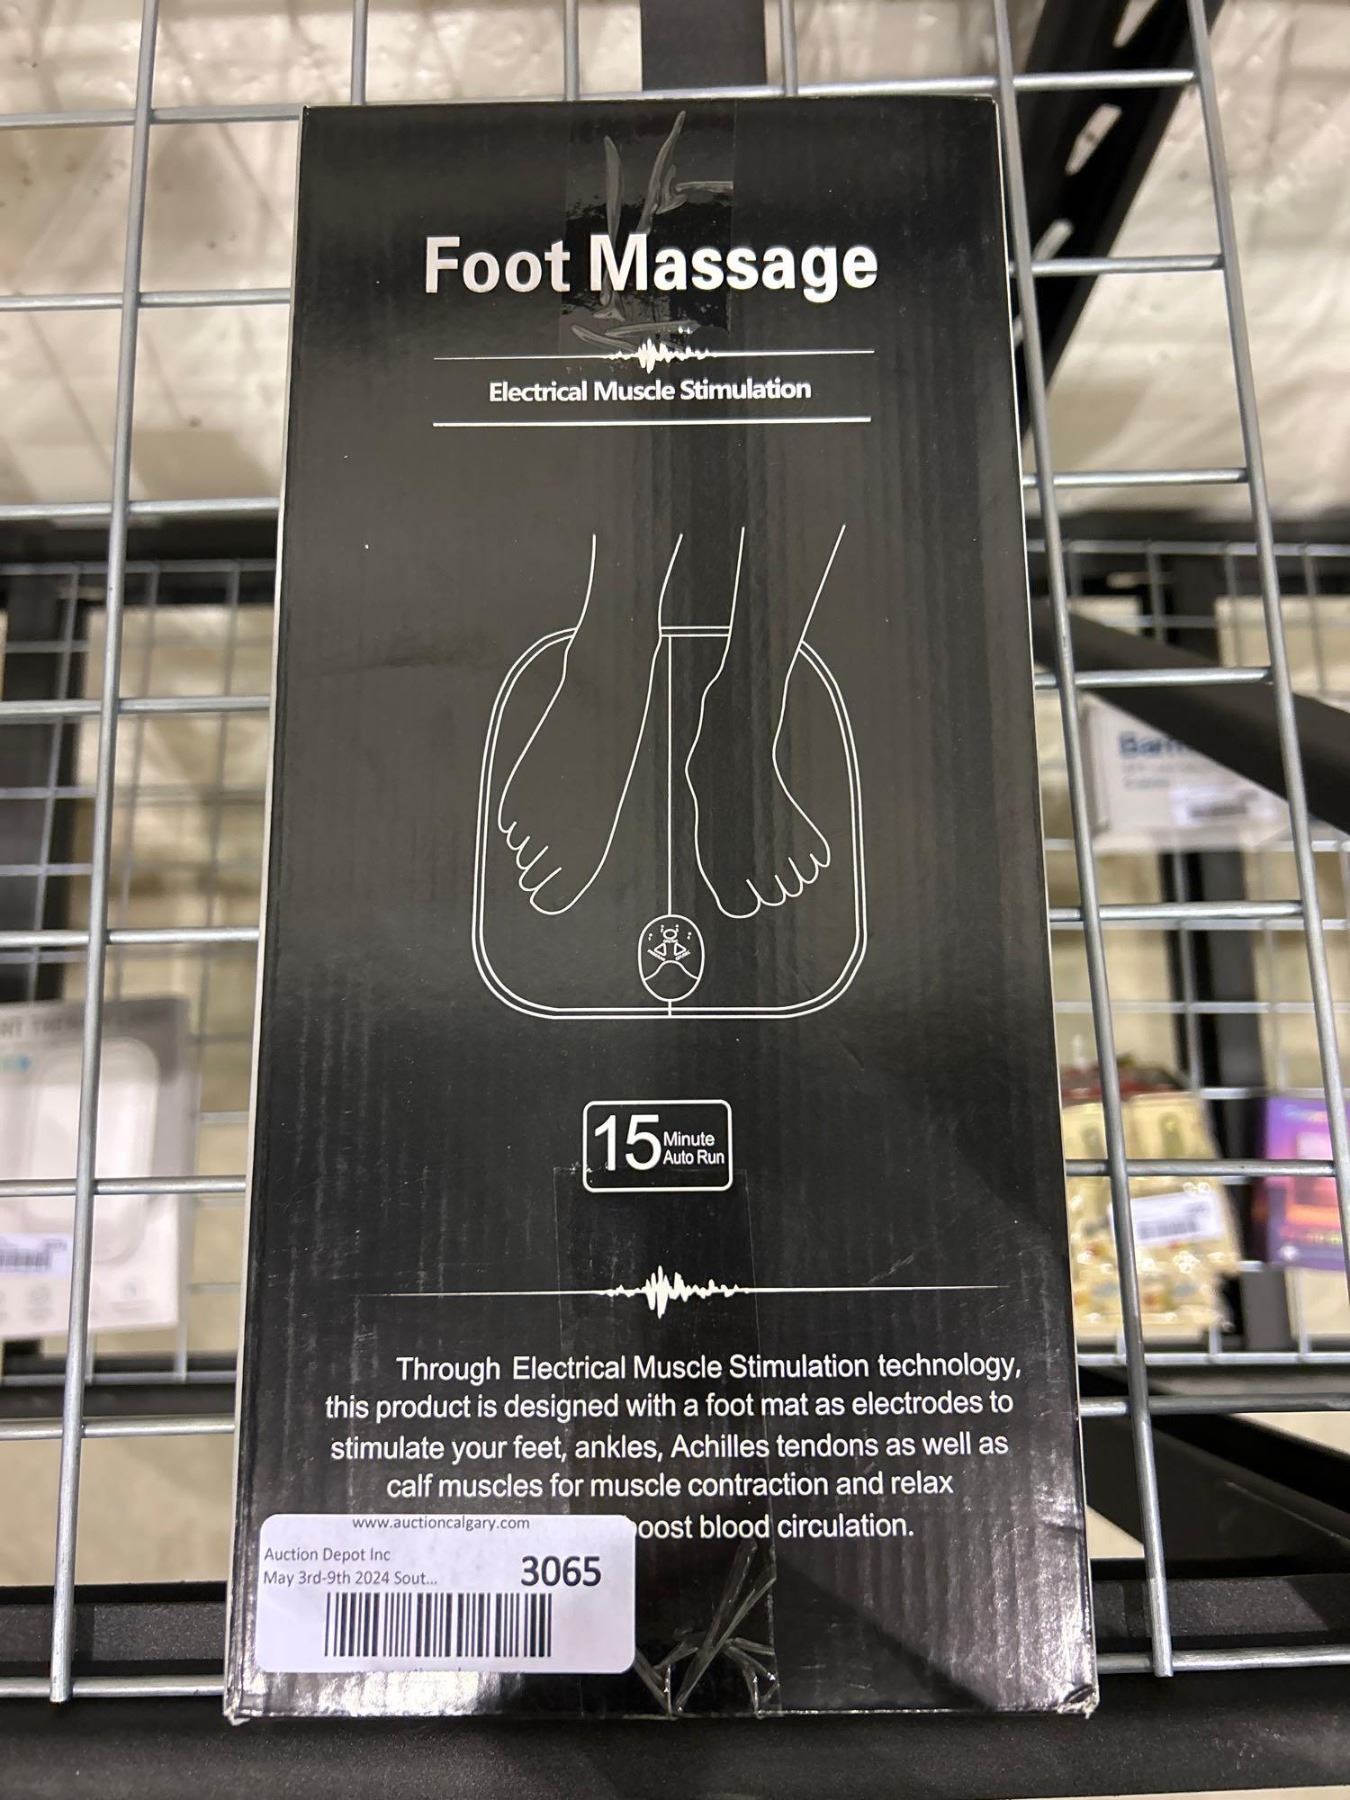 Foot Massage
Electrical Muscle Stimulation
15 Minute
Auto Run
Through Electrical Muscle Stimulation technology,
this product is designed with a foot mat as electrodes to
stimulate your feet, ankles, Achilles tendons as well as
calf muscles for muscle contraction and relax
oost blood circulation.
www.auctioncalgary.com
Auction Depot Inc
3065
May 3rd-9th 2024 Sout...